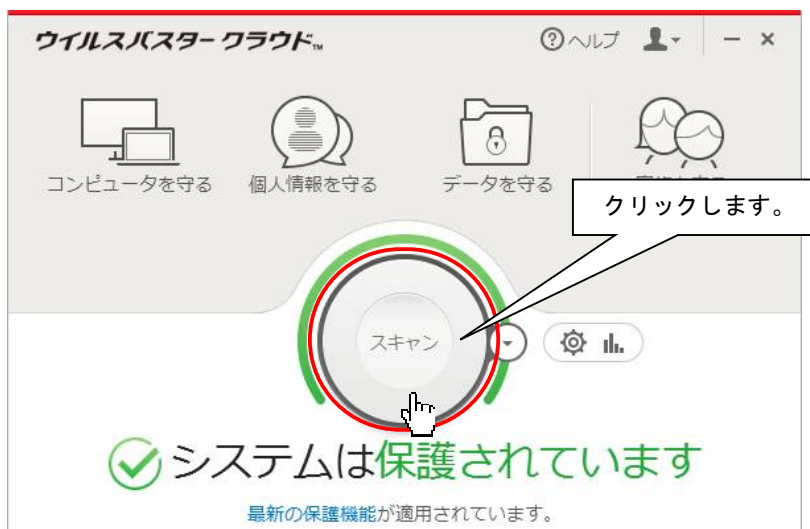 ウイルスバスター クラウド™
?ヘルプ
コンピュータを守る
個人情報を守る
データを守る
クリックします。
スキャン
システムは保護されています
最新の保護機能が適用されています。